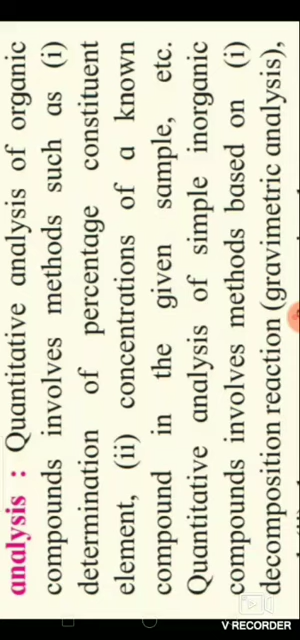 analysis : Quantitative analysis of organic
compounds involves methods such as (i)
determination of percentage constituent
element, (ii) concentrations of a known
compound in the given sample, etc.
Quantitative analysis of simple inorganic
compounds involves methods based on (i)
decomposition reaction (gravimetric analysis),
V RECORDER